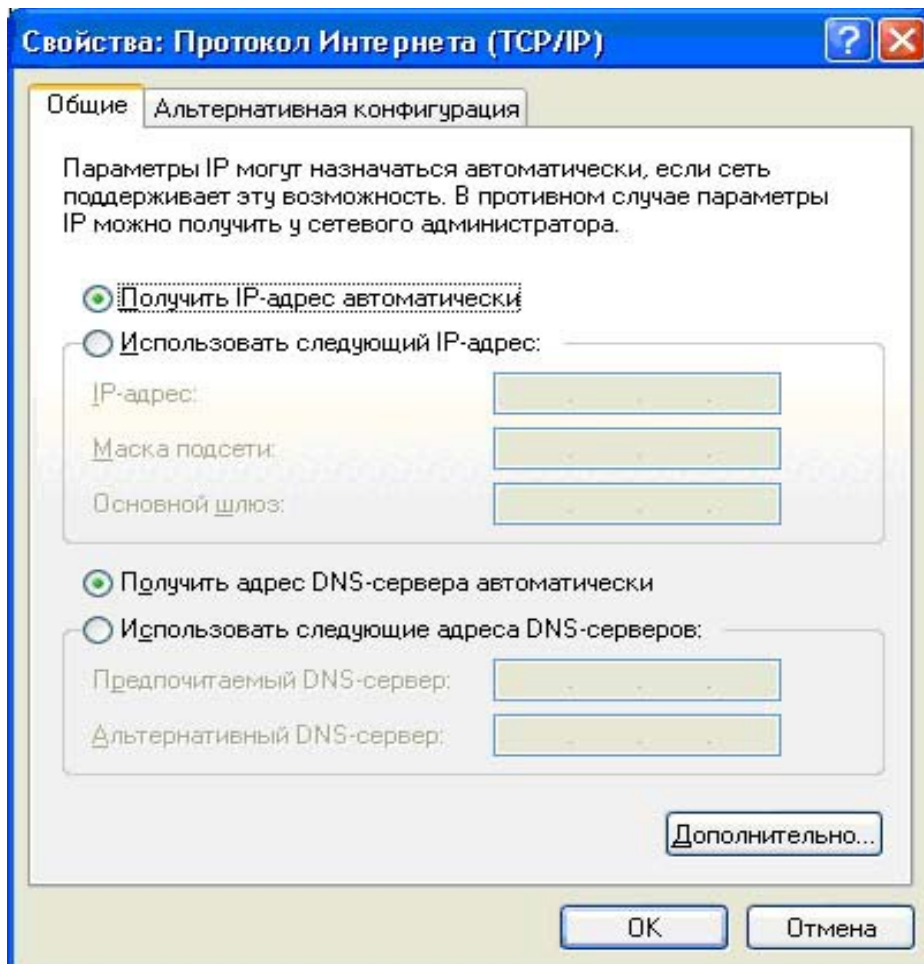 Свойства: Протокол Интернета (TCP/IP)
Общие
Альтернативная конфигурация
Параметры IP могут назначаться автоматически, если сеть
поддерживает эту возможность. В противном случае параметры
IP можно получить у сетевого администратора.
Получить IP-адрес автоматически
Использовать следующий IP-адрес:
IP-адрес:
Маска подсети:
Основной шлюз:
Получить адрес DNS-сервера автоматически
Использовать следующие адреса DNS-серверов:
Предпочитаемый DNS-сервер:
Альтернативный DNS-сервер:
Дополнительно...
OK
Отмена